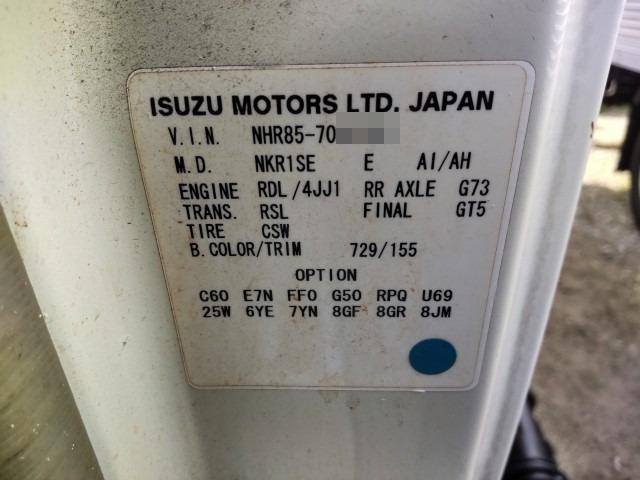 ISUZU MOTORS LTD. JAPAN
V.I.N. NHR85-70
M.D. NKR1SE E AI/AH
ENGINE RDL/4JJ1 RR AXLE G73
TRANS. RSL FINAL GT5
TIRE CSW
B.COLOR/TRIM 729/155
OPTION
C60 E7N FF0 G50 RPQ U69
25W 6YE 7YN 8GF 8GR 8JM